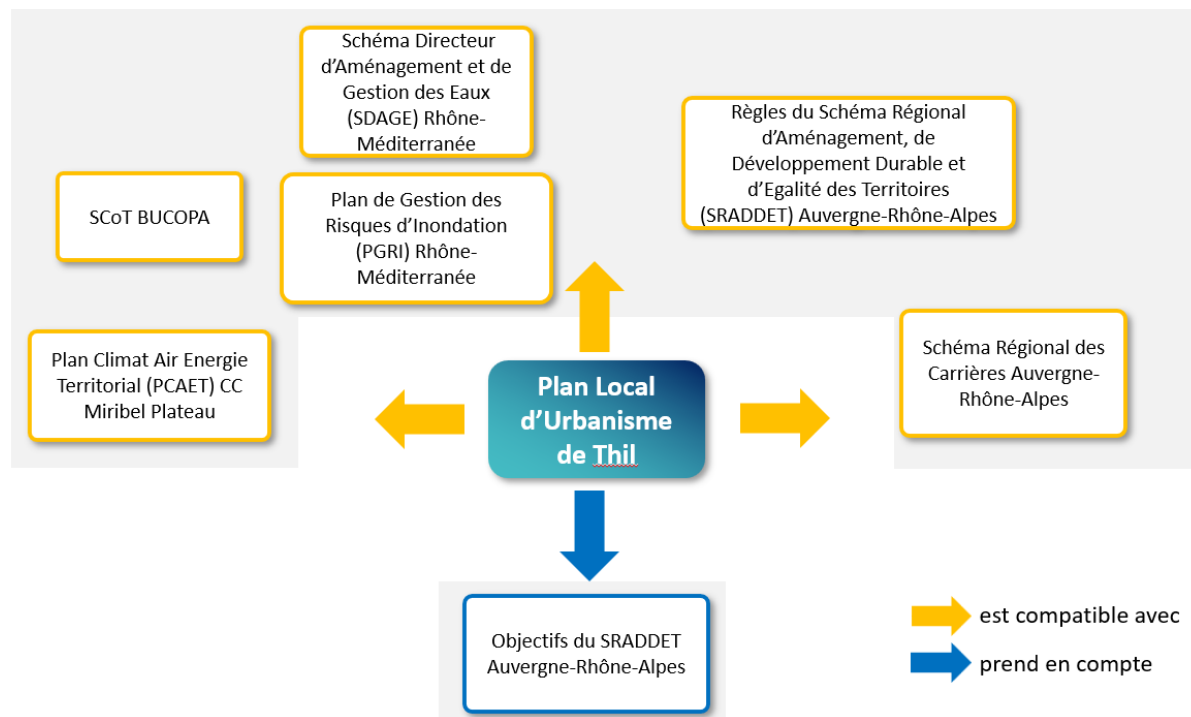 Schéma Directeur
d’Aménagement et de
Gestion des Eaux
(SDAGE) Rhône-
Méditerranée
Règles du Schéma Régional
d’Aménagement, de
Développement Durable et
d’Egalité des Territoires
(SRADDET) Auvergne-Rhône-Alpes
SCoT BUCOPA
Plan de Gestion des
Risques d’Inondation
(PGRI) Rhône-
Méditerranée
Plan Climat Air Energie
Territorial (PCAET) CC
Miribel Plateau
Plan Local
d’Urbanisme
de Thil
Schéma Régional des
Carrières Auvergne-
Rhône-Alpes
Objectifs du SRADDET
Auvergne-Rhône-Alpes
est compatible avec
prend en compte